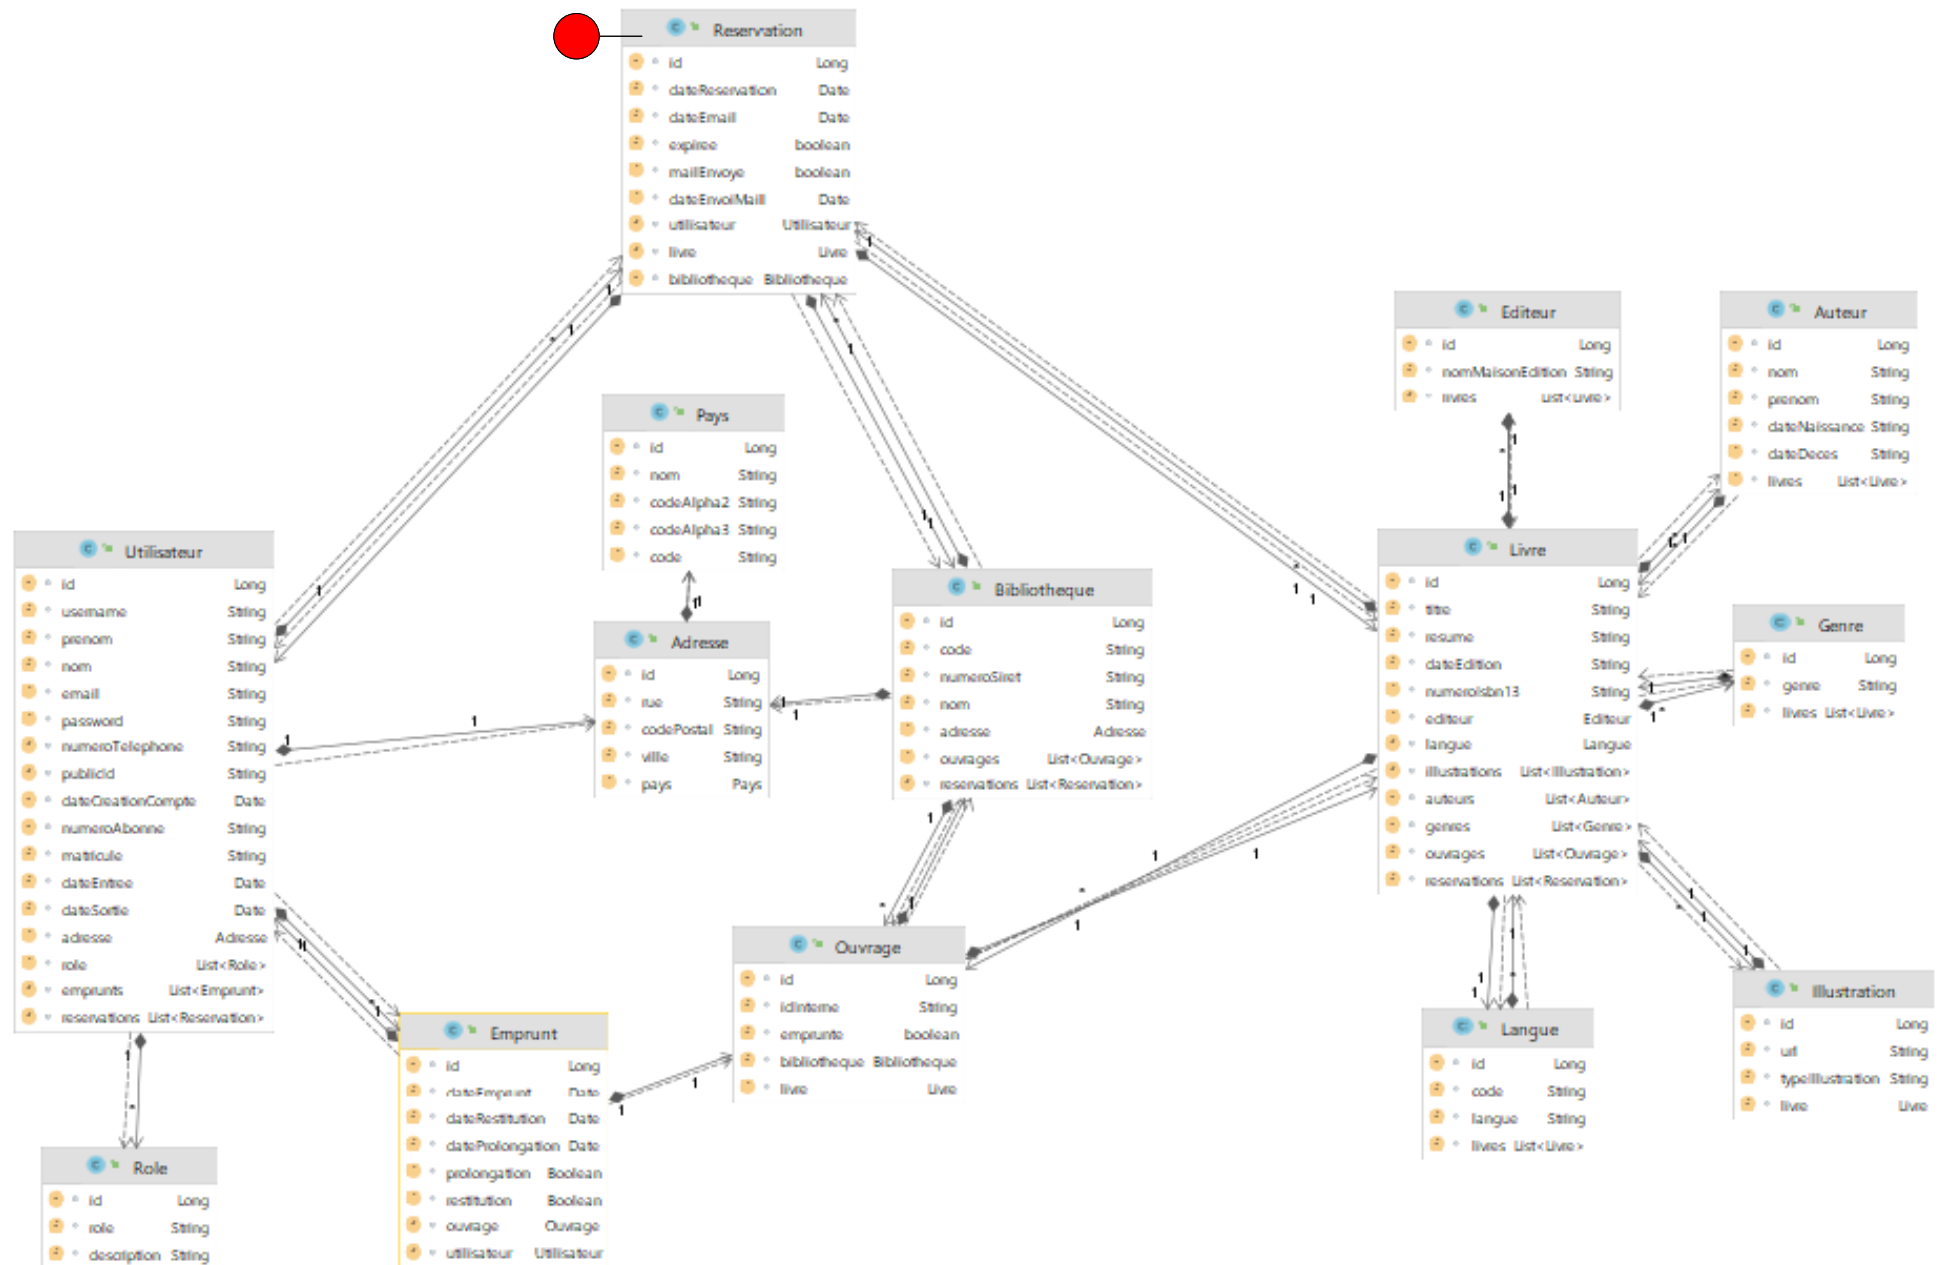 Reservation
id Long
dateReservation Date
dateEmail Date
expiree boolean
mailEnvoye boolean
dateEnvoiMaill Date
utilisateur Utilisateur
livre Livre
bibliotheque Bibliotheque
Pays
id Long
nom String
codeAlpha2 String
codeAlpha3 String
code String
Editeur
id Long
nomMaisonEdition String
livres List<Livre>
Auteur
id Long
nom String
prenom String
dateNaissance String
dateDeces String
livres List<Livre>
Utilisateur
id Long
username String
prenom String
nom String
email String
password String
numeroTelephone String
publicId String
dateCreationCompte Date
numeroAbonne String
matricule String
dateEntree Date
dateSortie Date
adresse Adresse
role List<Role>
emprunts List<Emprunt>
reservations List<Reservation>
Adresse
id Long
rue String
codePostal String
ville String
pays Pays
Bibliotheque
id Long
code String
numeroSiret String
nom String
adresse Adresse
ouvrages List<Ouvrage>
reservations List<Reservation>
Livre
id Long
titre String
resume String
dateEdition String
numeroIsbn13 String
editeur Editeur
langue Langue
illustrations List<Illustration>
auteurs List<Auteur>
genres List<Genre>
ouvrages List<Ouvrage>
reservations List<Reservation>
Genre
id Long
genre String
livres List<Livre>
Ouvrage
id Long
idInterne String
emprunte boolean
bibliotheque Bibliotheque
livre Livre
Emprunt
id Long
dateEmprunt Date
dateRestitution Date
dateProlongation Date
prolongation Boolean
restitution Boolean
ouvrage Ouvrage
utilisateur Utilisateur
Langue
id Long
code String
langue String
livres List<Livre>
Illustration
id Long
url String
typeIllustration String
livre Livre
Role
id Long
role String
description String